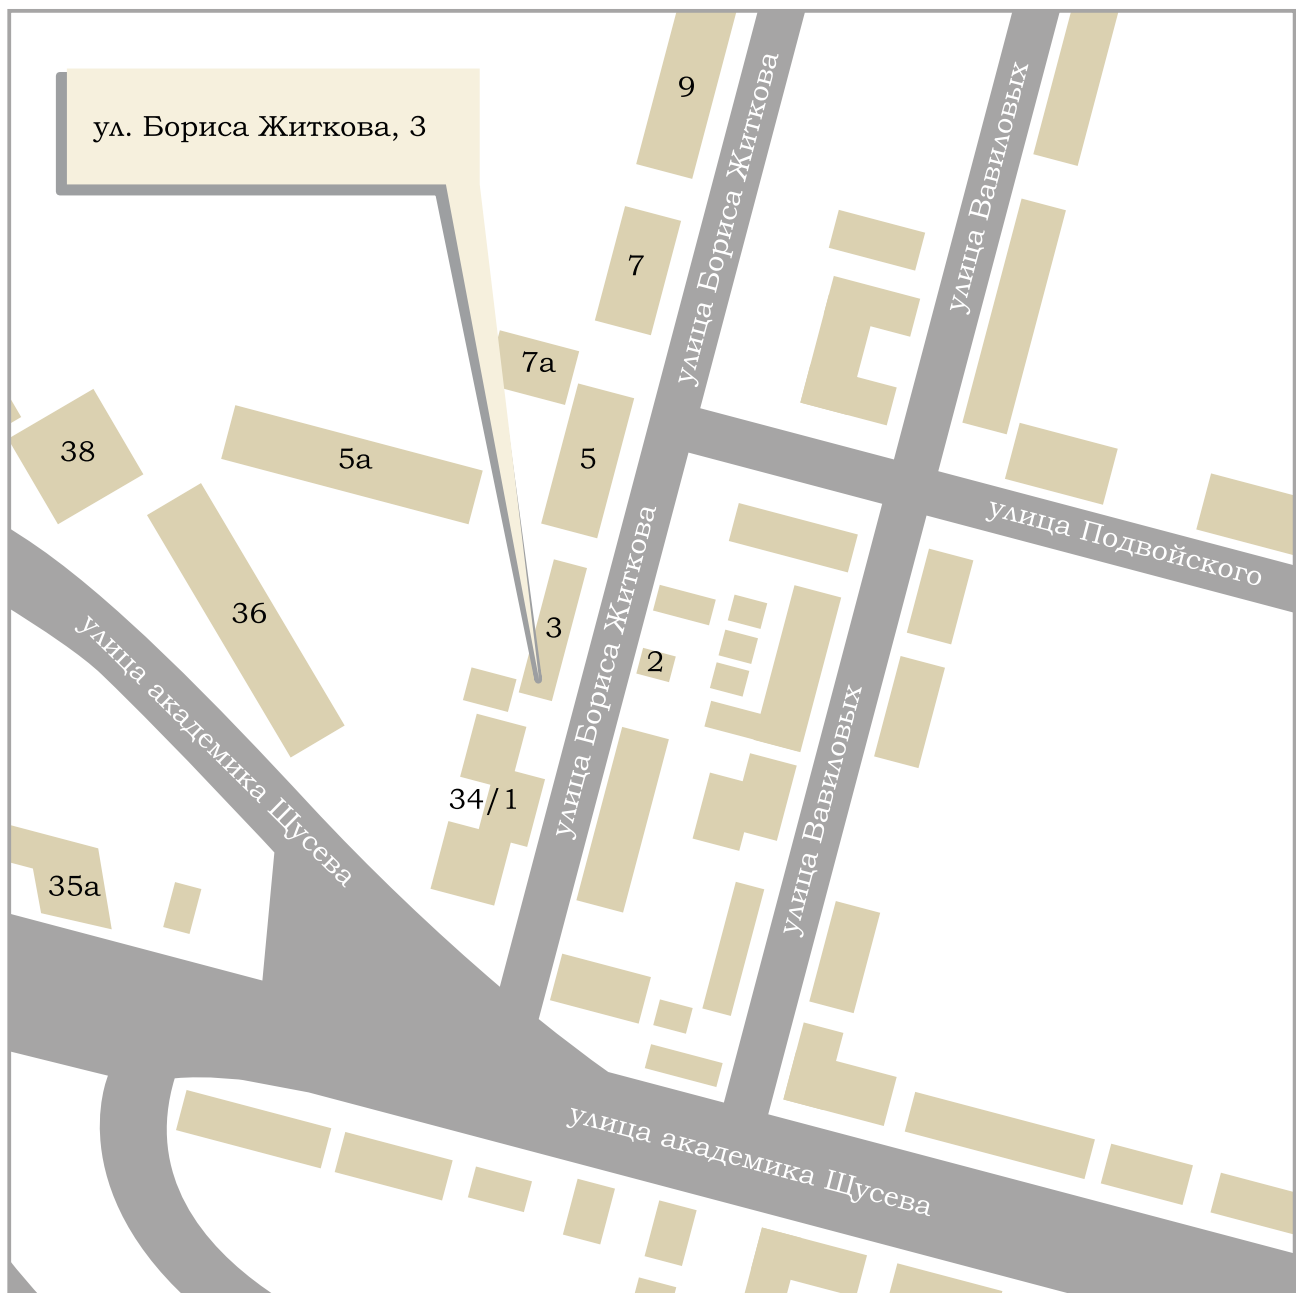 9
ул. Бориса Житкова, 3
улица Бориса Житкова
улица Вавиловых
7
7а
38
5а
5
улица Подвойского
36
3
2
улица Бориса Житкова
улица академика Щусева
34/1
улица Вавиловых
35а
улица академика Щусева